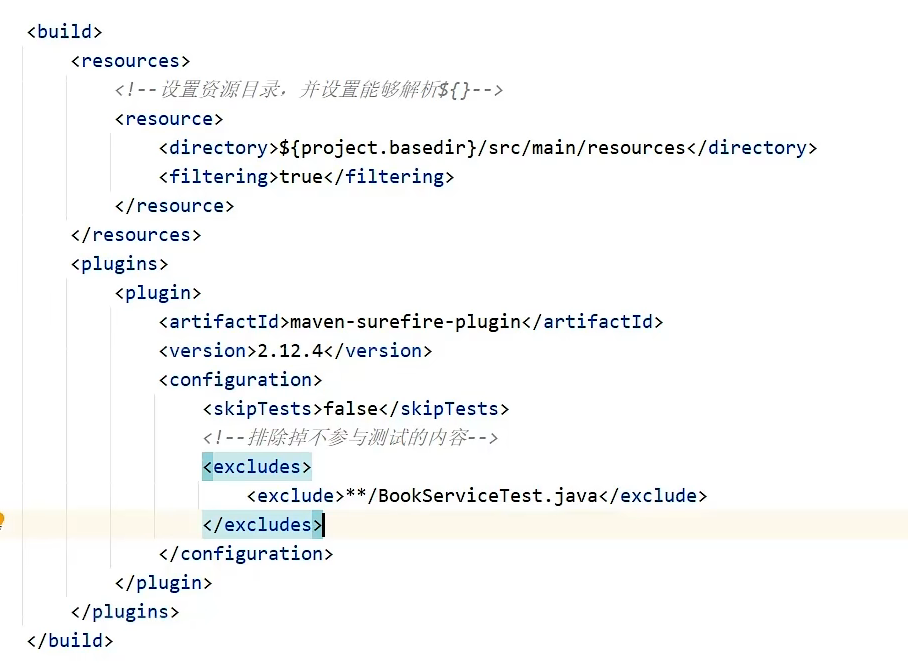 <build>
<resources>
<!--设置资源目录，并设置能够解析${}-->
<resource>
<directory>${project.basedir}/src/main/resources</directory>
<filtering>true</filtering>
</resource>
</resources>
<plugins>
<plugin>
<artifactId>maven-surefire-plugin</artifactId>
<version>2.12.4</version>
<configuration>
<skipTests>false</skipTests>
<!--排除掉不参与测试的内容-->
<excludes>
<exclude>**/BookServiceTest.java</exclude>
</excludes>
</configuration>
</plugin>
</plugins>
</build>